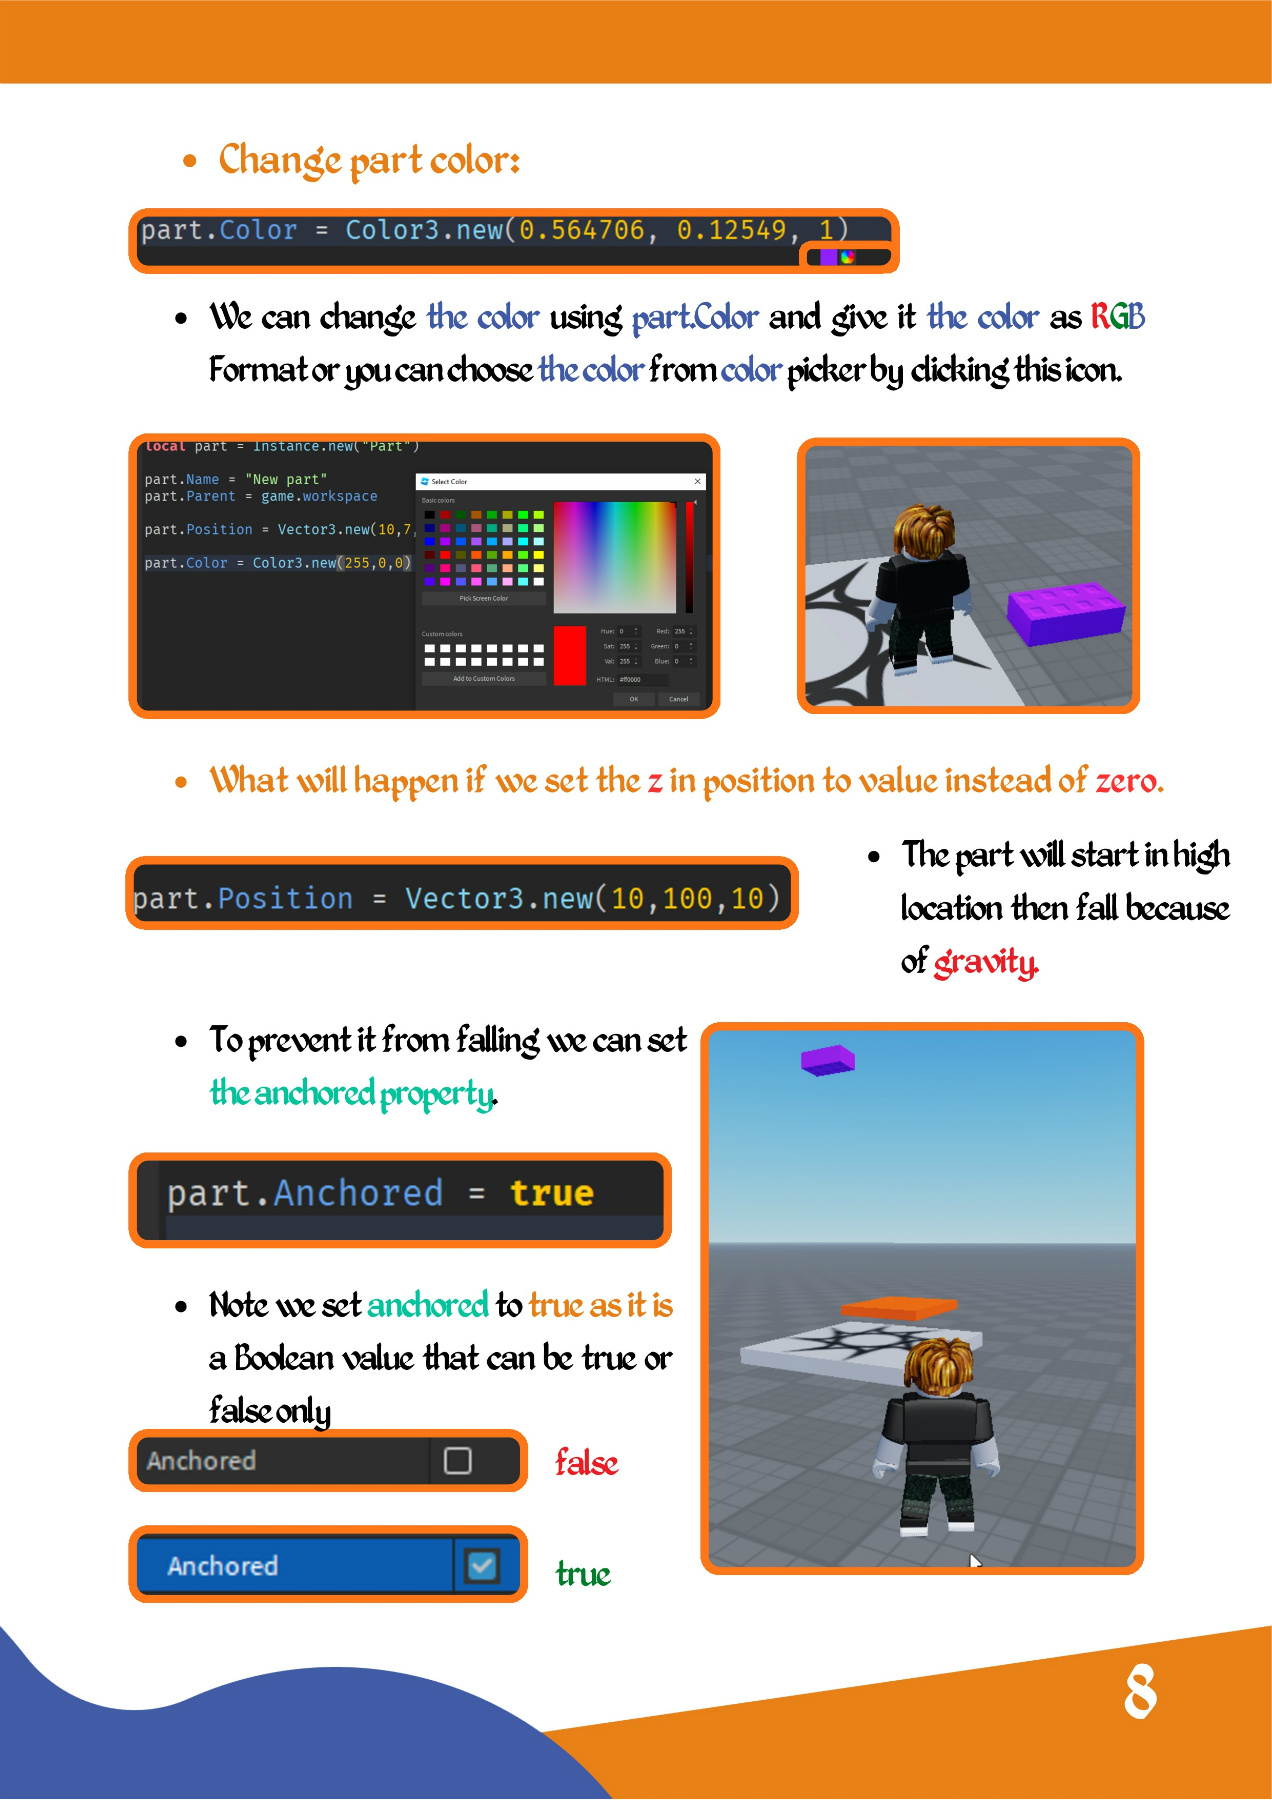 Change part color:
part.Color = Color3.new(0.564706, 0.12549, 1)
We can change the color using part.Color and give it the color as RGB
Format or you can choose the color from color picker by clicking this icon.
local part = Instance.new("Part")
part.Name = "New part"
part.Parent = game.workspace
part.Position = Vector3.new(10,7,
part.Color = Color3.new(255,0,0)
Select Color
Basic colors
Pick Screen Color
Custom colors
Add to Custom Colors
Hue: 0 Red: 255
Sat: 255 Green: 0
Val: 255 Blue: 0
HTML: #ff0000
OK Cancel
What will happen if we set the z in position to value instead of zero.
part.Position = Vector3.new(10,100,10)
The part will start in high
location then fall because
of gravity.
To prevent it from falling we can set
the anchored property.
part.Anchored = true
Note we set anchored to true as it is
a Boolean value that can be true or
false only
Anchored
false
Anchored
true
8